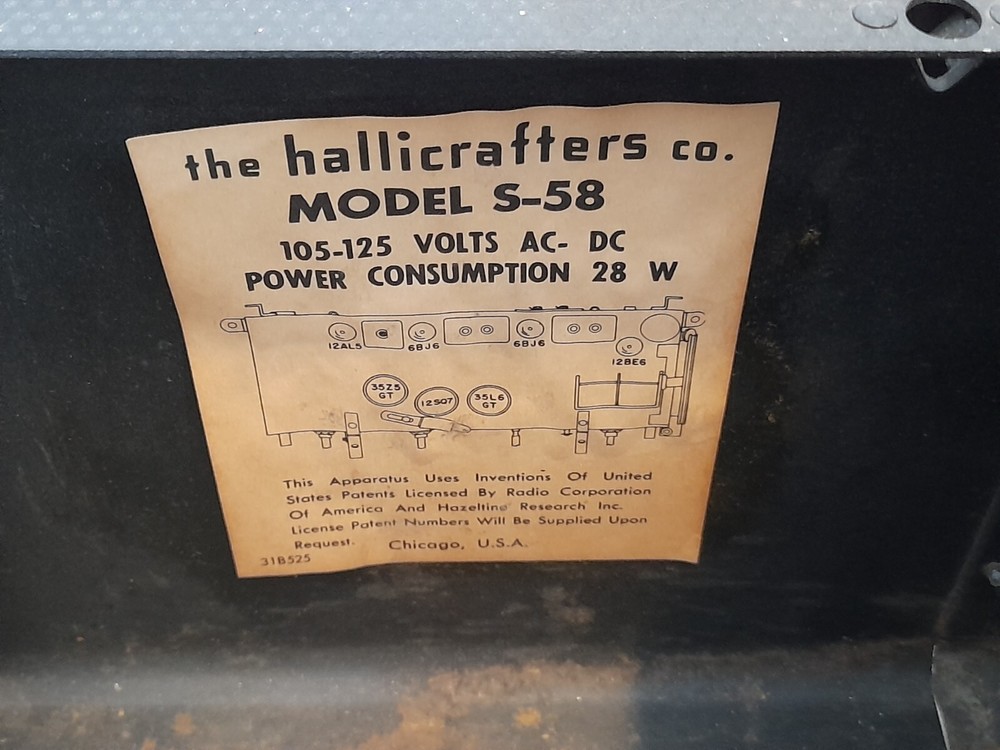 the hallicrafters co.
MODEL S-58
105-125 VOLTS AC- DC
POWER CONSUMPTION 28 W
12AL5
6BJ6
6BJ6
12BE6
35Z5
GT
12SQ7
35L6
GT
This Apparatus Uses Inventions Of United
States Patents Licensed By Radio Corporation
Of America And Hazeltine Research Inc.
License Patent Numbers Will Be Supplied Upon
Request. Chicago, U.S.A.
31B525